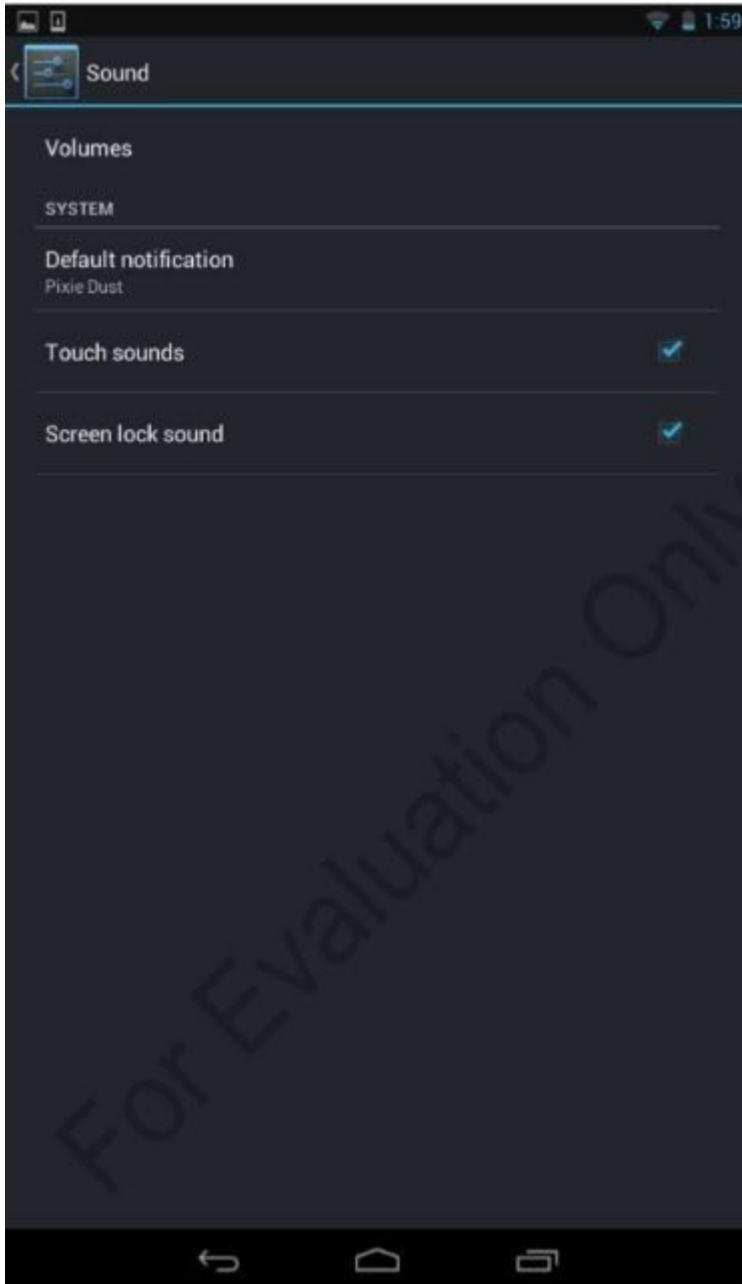 1:59
Sound
Volumes
SYSTEM
Default notification
Pixie Dust
Touch sounds
Screen lock sound
For Evaluation Only